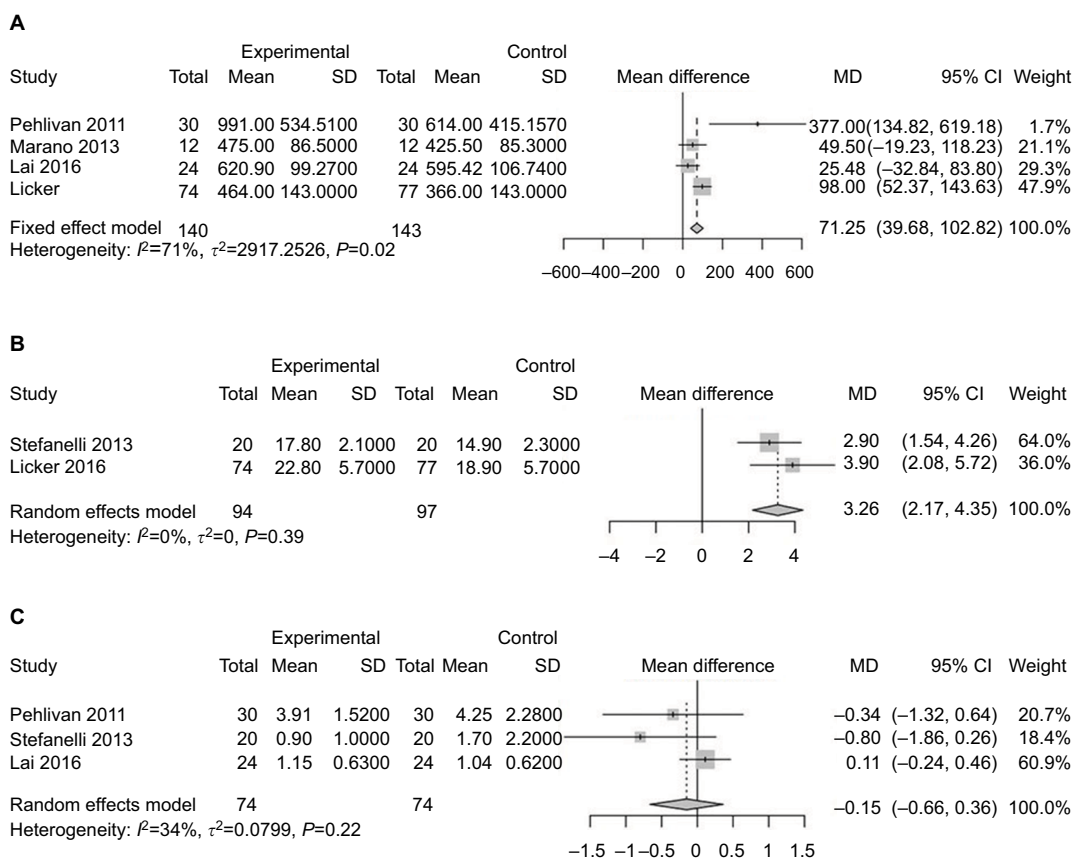 A
Experimental Control
Study Total Mean SD Total Mean SD Mean difference MD 95% CI Weight
Pehlivan 2011 30 991.00 534.5100 30 614.00 415.1570 377.00(134.82, 619.18) 1.7%
Marano 2013 12 475.00 86.5000 12 425.50 85.3000 49.50(–19.23, 118.23) 21.1%
Lai 2016 24 620.90 99.2700 24 595.42 106.7400 25.48 (–32.84, 83.80) 29.3%
Licker 74 464.00 143.0000 77 366.00 143.0000 98.00 (52.37, 143.63) 47.9%
Fixed effect model 140 143 71.25 (39.68, 102.82) 100.0%
Heterogeneity: I²=71%, τ²=2917.2526, P=0.02
–600–400–200 0 200 400 600
B
Experimental Control
Study Total Mean SD Total Mean SD Mean difference MD 95% CI Weight
Stefanelli 2013 20 17.80 2.1000 20 14.90 2.3000 2.90 (1.54, 4.26) 64.0%
Licker 2016 74 22.80 5.7000 77 18.90 5.7000 3.90 (2.08, 5.72) 36.0%
Random effects model 94 97 3.26 (2.17, 4.35) 100.0%
Heterogeneity: I²=0%, τ²=0, P=0.39
–4 –2 0 2 4
C
Experimental Control
Study Total Mean SD Total Mean SD Mean difference MD 95% CI Weight
Pehlivan 2011 30 3.91 1.5200 30 4.25 2.2800 –0.34 (–1.32, 0.64) 20.7%
Stefanelli 2013 20 0.90 1.0000 20 1.70 2.2000 –0.80 (–1.86, 0.26) 18.4%
Lai 2016 24 1.15 0.6300 24 1.04 0.6200 0.11 (–0.24, 0.46) 60.9%
Random effects model 74 74 –0.15 (–0.66, 0.36) 100.0%
Heterogeneity: I²=34%, τ²=0.0799, P=0.22
–1.5 –1 –0.5 0 0.5 1 1.5